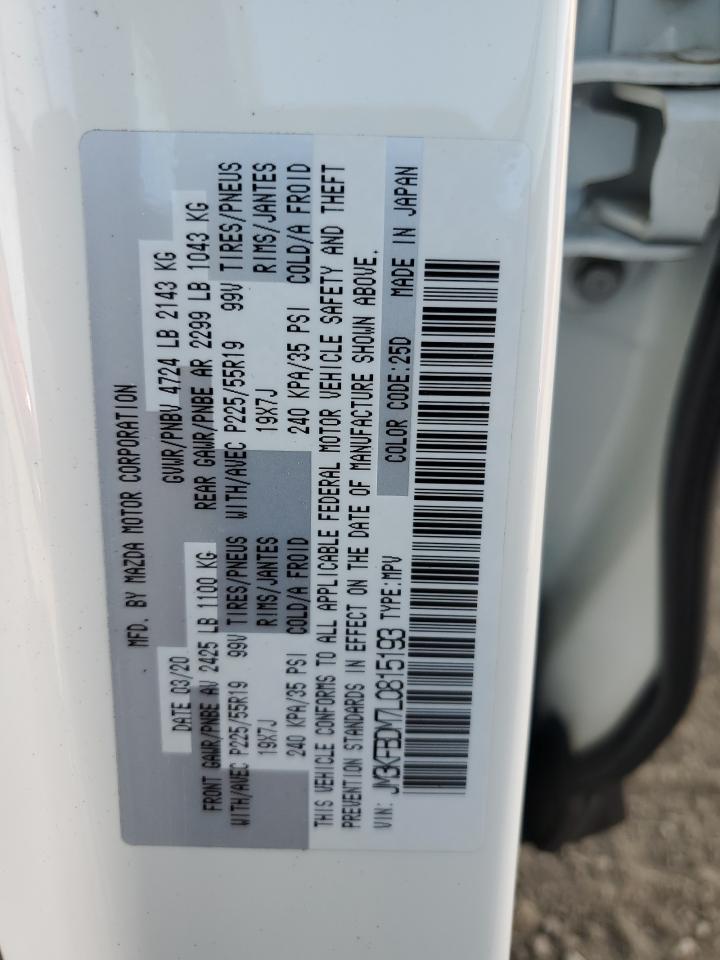 MFD. BY MAZDA MOTOR CORPORATION
DATE 03/20 GVWR/PNBV 4724 LB 2143 KG
FRONT GAWR/PNBE AV 2425 LB 1100 KG REAR GAWR/PNBE AR 2299 LB 1043 KG
WITH/AVEC P225/55R19 99V TIRES/PNEUS WITH/AVEC P225/55R19 99V TIRES/PNEUS
19X7J RIMS/JANTES 19X7J RIMS/JANTES
240 KPA/35 PSI COLD/A FROID 240 KPA/35 PSI COLD/A FROID
THIS VEHICLE CONFORMS TO ALL APPLICABLE FEDERAL MOTOR VEHICLE SAFETY AND THEFT
PREVENTION STANDARDS IN EFFECT ON THE DATE OF MANUFACTURE SHOWN ABOVE.
VIN: JM3KFBDM7L0815193 TYPE:MPV COLOR CODE:25D MADE IN JAPAN